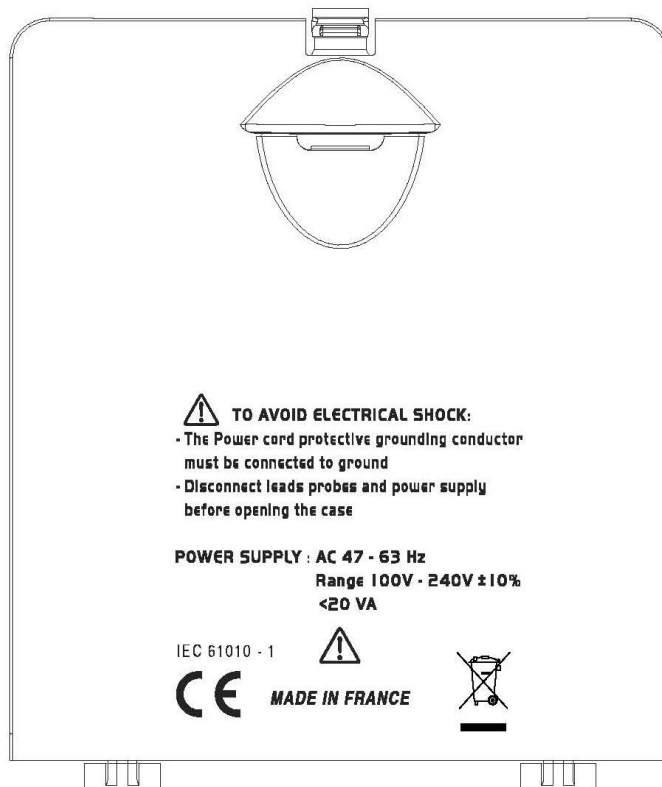 TO AVOID ELECTRICAL SHOCK:
- The Power cord protective grounding conductor
must be connected to ground
- Disconnect leads probes and power supply
before opening the case
POWER SUPPLY : AC 47 - 63 Hz
Range 100V - 240V ±10%
<20 VA
IEC 61010 - 1
CE MADE IN FRANCE